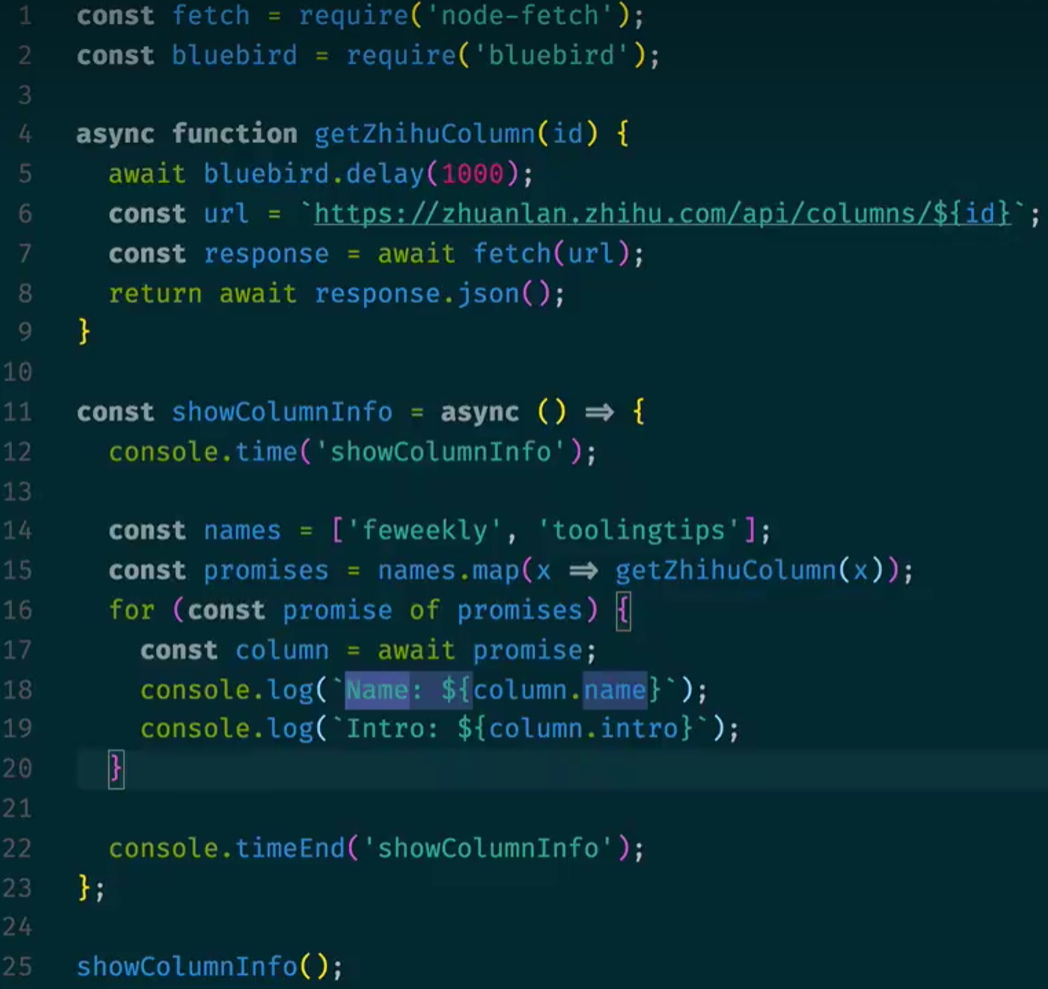 1 const fetch = require('node-fetch');
2 const bluebird = require('bluebird');
3
4 async function getZhihuColumn(id) {
5   await bluebird.delay(1000);
6   const url = `https://zhuanlan.zhihu.com/api/columns/${id}`;
7   const response = await fetch(url);
8   return await response.json();
9 }
10
11 const showColumnInfo = async () => {
12   console.time('showColumnInfo');
13
14   const names = ['feweekly', 'toolingtips'];
15   const promises = names.map(x => getZhihuColumn(x));
16   for (const promise of promises) {
17     const column = await promise;
18     console.log(`Name: ${column.name}`);
19     console.log(`Intro: ${column.intro}`);
20   }
21
22   console.timeEnd('showColumnInfo');
23 };
24
25 showColumnInfo();